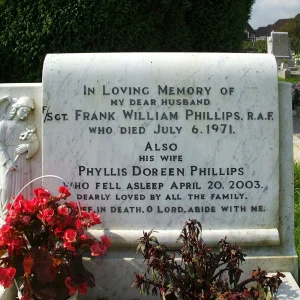 In Loving Memory of
my dear husband
F/Sgt. Frank William Phillips, R.A.F.
who died July 6. 1971.
Also
his wife
Phyllis Doreen Phillips
who fell asleep April 20. 2003.
dearly loved by all the family.
in death, O Lord, abide with me.